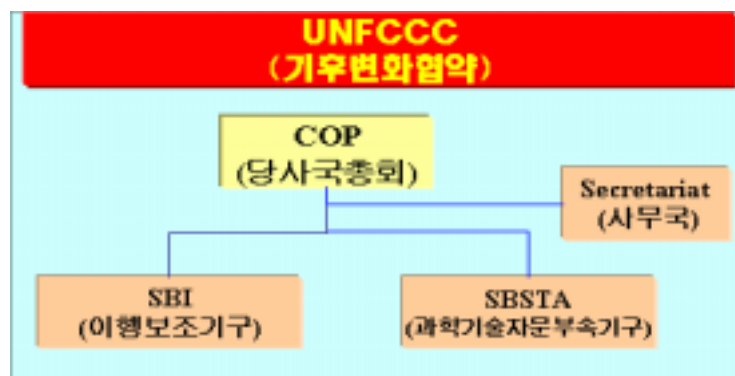 UNFCCC
(기후변화협약)
COP
(당사국총회)
Secretariat
(사무국)
SBI
(이행보조기구)
SBSTA
(과학기술자문부속기구)